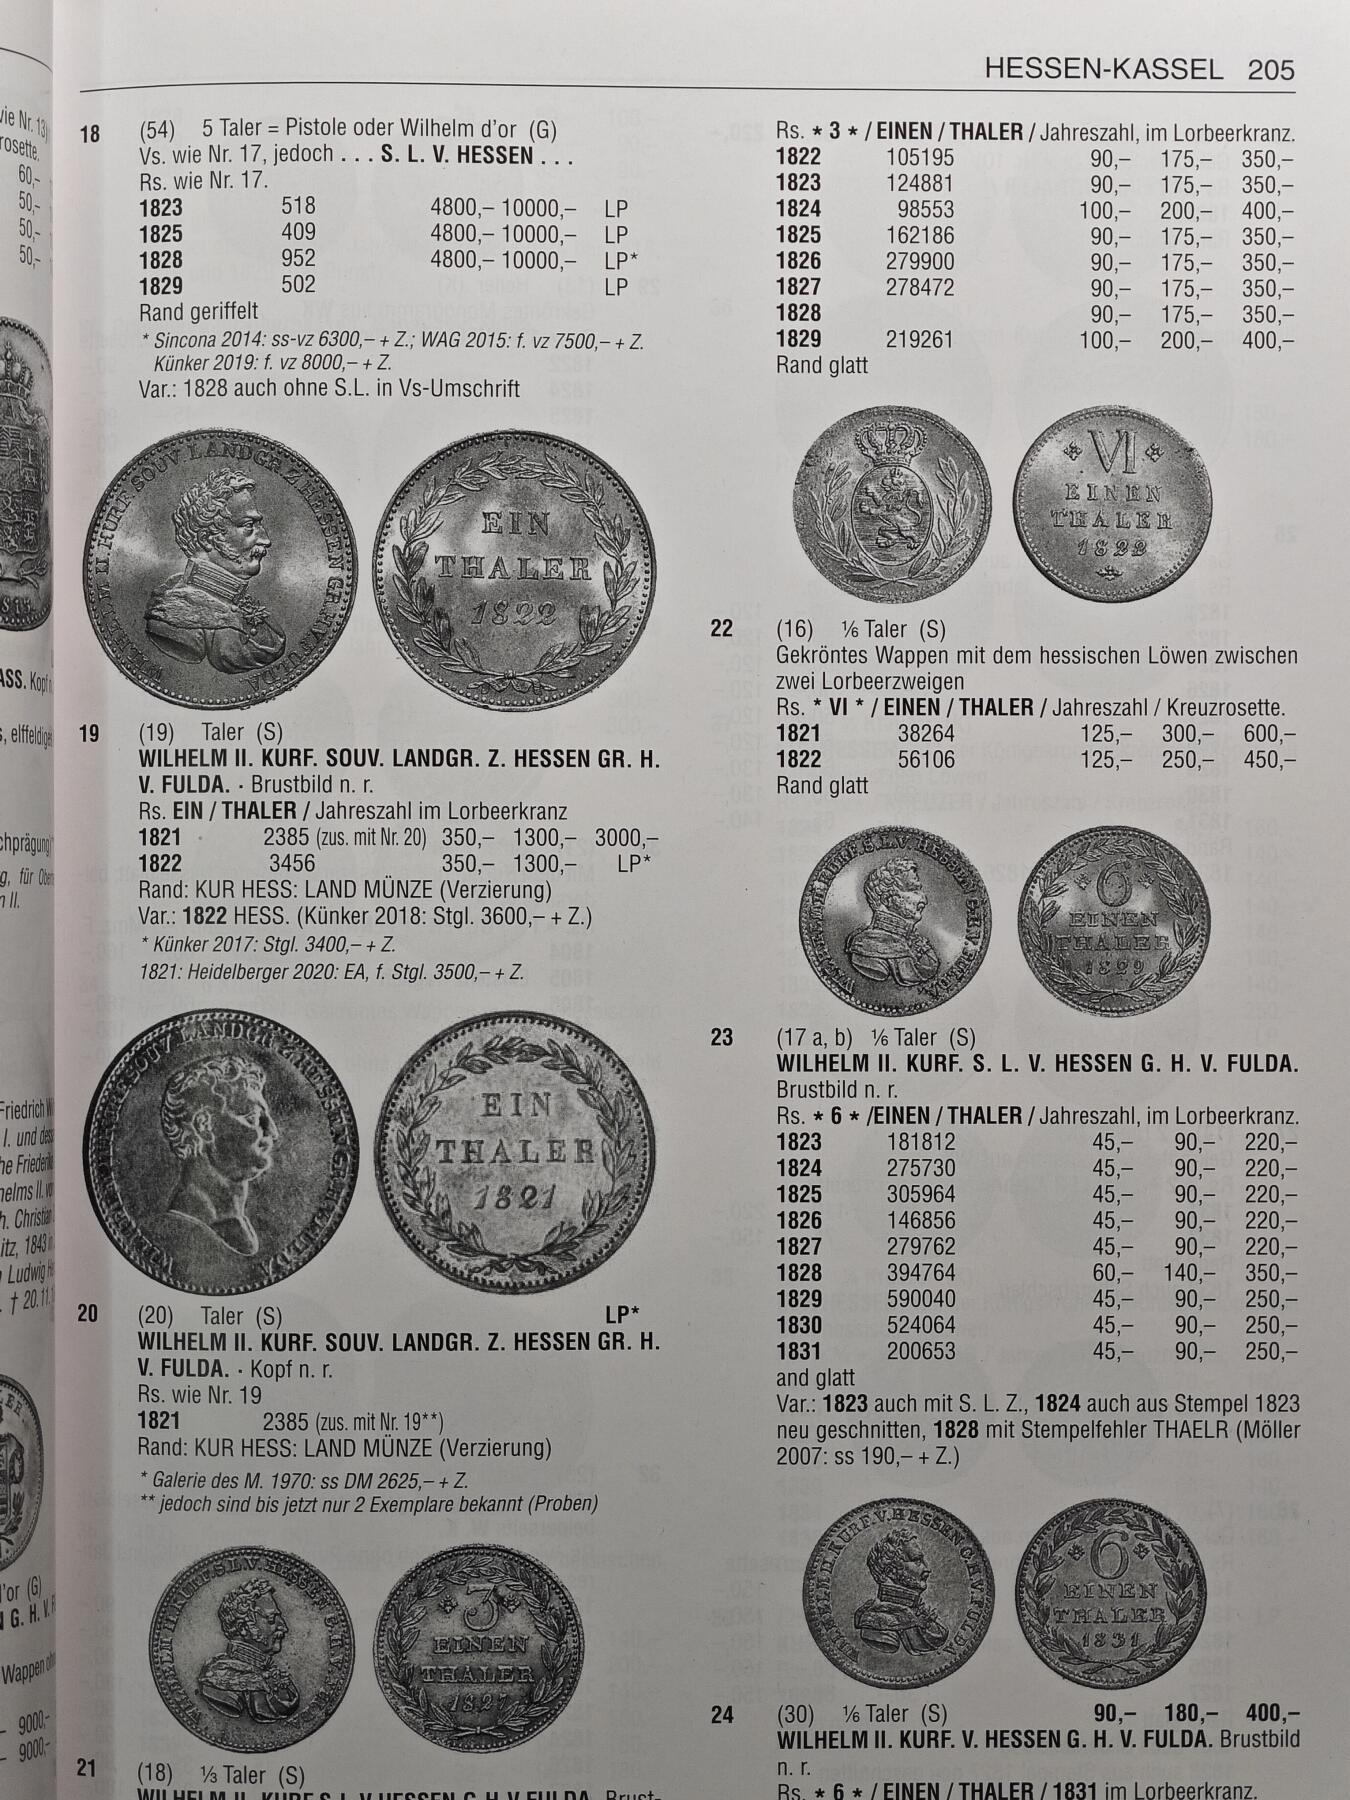 HESSEN-KASSEL 205
18 (54) 5 Taler = Pistole oder Wilhelm d'or (G)
Vs. wie Nr. 17, jedoch . . . S. L. V. HESSEN . . .
Rs. wie Nr. 17.
1823 518 4800,– 10000,– LP
1825 409 4800,– 10000,– LP
1828 952 4800,– 10000,– LP*
1829 502 LP
Rand geriffelt
* Sincona 2014: ss-vz 6300,– + Z.; WAG 2015: f. vz 7500,– + Z.
Künker 2019: f. vz 8000,– + Z.
Var.: 1828 auch ohne S.L. in Vs-Umschrift
EIN
THALER
1822
19 (19) Taler (S)
WILHELM II. KURF. SOUV. LANDGR. Z. HESSEN GR. H.
V. FULDA. · Brustbild n. r.
Rs. EIN / THALER / Jahreszahl im Lorbeerkranz
1821 2385 (zus. mit Nr. 20) 350,– 1300,– 3000,–
1822 3456 350,– 1300,– LP*
Rand: KUR HESS: LAND MÜNZE (Verzierung)
Var.: 1822 HESS. (Künker 2018: Stgl. 3600,– + Z.)
* Künker 2017: Stgl. 3400,– + Z.
1821: Heidelberger 2020: EA, f. Stgl. 3500,– + Z.
EIN
THALER
1821
20 (20) Taler (S) LP*
WILHELM II. KURF. SOUV. LANDGR. Z. HESSEN GR. H.
V. FULDA. · Kopf n. r.
Rs. wie Nr. 19
1821 2385 (zus. mit Nr. 19**)
Rand: KUR HESS: LAND MÜNZE (Verzierung)
* Galerie des M. 1970: ss DM 2625,– + Z.
** jedoch sind bis jetzt nur 2 Exemplare bekannt (Proben)
3
EINEN
THALER
1827
21 (18) ⅓ Taler (S)
WILHELM II. KURF. S. L. V. HESSEN G. H. V. FULDA. Brust-
Rs. * 3 * / EINEN / THALER / Jahreszahl, im Lorbeerkranz.
1822 105195 90,– 175,– 350,–
1823 124881 90,– 175,– 350,–
1824 98553 100,– 200,– 400,–
1825 162186 90,– 175,– 350,–
1826 279900 90,– 175,– 350,–
1827 278472 90,– 175,– 350,–
1828 90,– 175,– 350,–
1829 219261 100,– 200,– 400,–
Rand glatt
VI
EINEN
THALER
1822
22 (16) ⅙ Taler (S)
Gekröntes Wappen mit dem hessischen Löwen zwischen
zwei Lorbeerzweigen
Rs. * VI * / EINEN / THALER / Jahreszahl / Kreuzrosette.
1821 38264 125,– 300,– 600,–
1822 56106 125,– 250,– 450,–
Rand glatt
6
EINEN
THALER
1829
23 (17 a, b) ⅙ Taler (S)
WILHELM II. KURF. S. L. V. HESSEN G. H. V. FULDA.
Brustbild n. r.
Rs. * 6 * /EINEN / THALER / Jahreszahl, im Lorbeerkranz.
1823 181812 45,– 90,– 220,–
1824 275730 45,– 90,– 220,–
1825 305964 45,– 90,– 220,–
1826 146856 45,– 90,– 220,–
1827 279762 45,– 90,– 220,–
1828 394764 60,– 140,– 350,–
1829 590040 45,– 90,– 250,–
1830 524064 45,– 90,– 250,–
1831 200653 45,– 90,– 250,–
and glatt
Var.: 1823 auch mit S. L. Z., 1824 auch aus Stempel 1823
neu geschnitten, 1828 mit Stempelfehler THAELR (Möller
2007: ss 190,– + Z.)
6
EINEN
THALER
1831
24 (30) ⅙ Taler (S) 90,– 180,– 400,–
WILHELM II. KURF. V. HESSEN G. H. V. FULDA. Brustbild
n. r.
Rs. * 6 * / EINEN / THALER / 1831 im Lorbeerkranz.